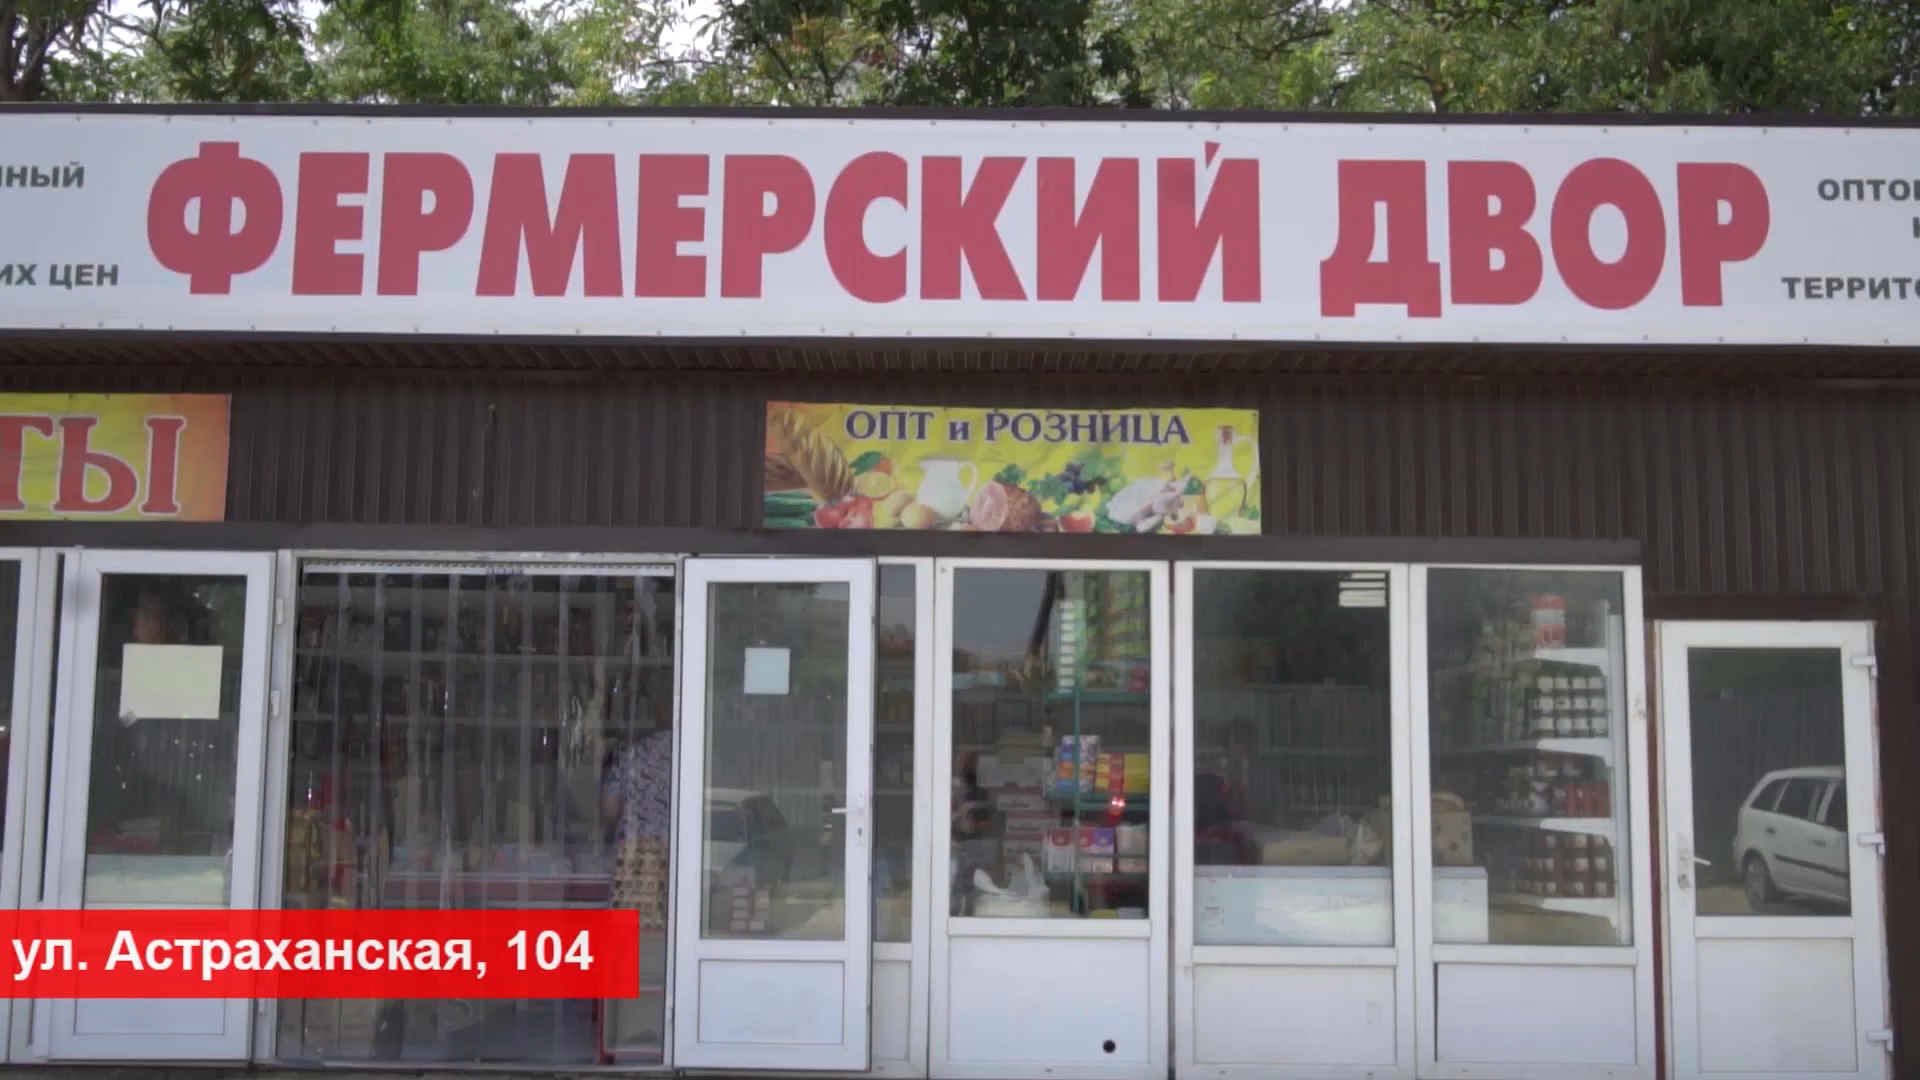 ФЕРМЕРСКИЙ ДВОР
ИХ ЦЕН
ТЫ
ОПТ и РОЗНИЦА
ул. Астраханская, 104